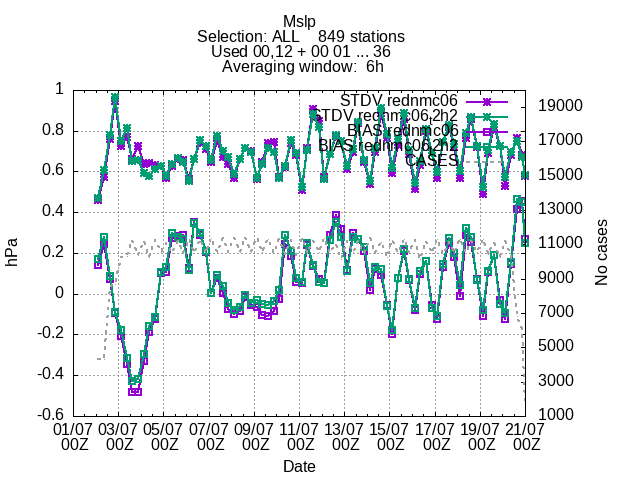 Mslp
Selection: ALL    849 stations
Used 00,12 + 00 01 ... 36
Averaging window:  6h
STDV rednmc06
STDV rednmc06,2h2
BIAS rednmc06
BIAS rednmc06,2h2
CASES
1
0.8
0.6
0.4
0.2
0
-0.2
-0.4
-0.6
hPa
19000
17000
15000
13000
11000
9000
7000
5000
3000
1000
No cases
01/07 03/07 05/07 07/07 09/07 11/07 13/07 15/07 17/07 19/07 21/07
00Z 00Z 00Z 00Z 00Z 00Z 00Z 00Z 00Z 00Z 00Z
Date